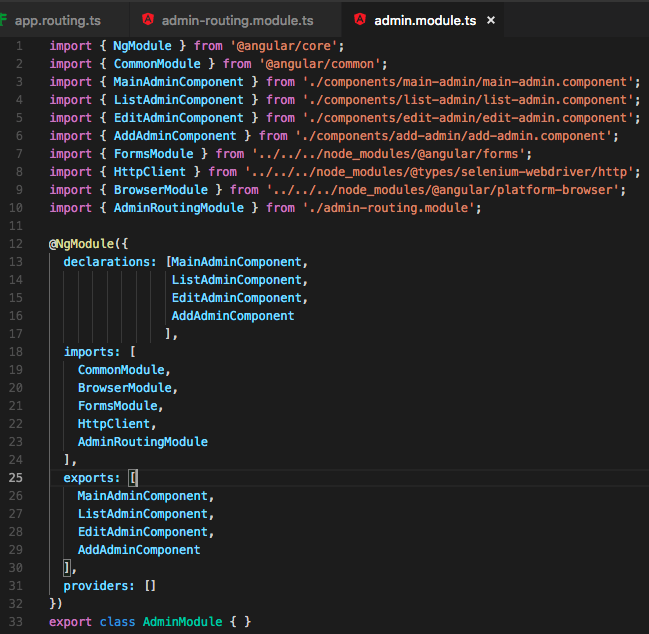 app.routing.ts admin-routing.module.ts admin.module.ts ×
1 import { NgModule } from '@angular/core';
2 import { CommonModule } from '@angular/common';
3 import { MainAdminComponent } from './components/main-admin/main-admin.component';
4 import { ListAdminComponent } from './components/list-admin/list-admin.component';
5 import { EditAdminComponent } from './components/edit-admin/edit-admin.component';
6 import { AddAdminComponent } from './components/add-admin/add-admin.component';
7 import { FormsModule } from '../../../node_modules/@angular/forms';
8 import { HttpClient } from '../../../node_modules/@types/selenium-webdriver/http';
9 import { BrowserModule } from '../../../node_modules/@angular/platform-browser';
10 import { AdminRoutingModule } from './admin-routing.module';
11
12 @NgModule({
13 declarations: [MainAdminComponent,
14 ListAdminComponent,
15 EditAdminComponent,
16 AddAdminComponent
17 ],
18 imports: [
19 CommonModule,
20 BrowserModule,
21 FormsModule,
22 HttpClient,
23 AdminRoutingModule
24 ],
25 exports: [
26 MainAdminComponent,
27 ListAdminComponent,
28 EditAdminComponent,
29 AddAdminComponent
30 ],
31 providers: []
32 })
33 export class AdminModule { }